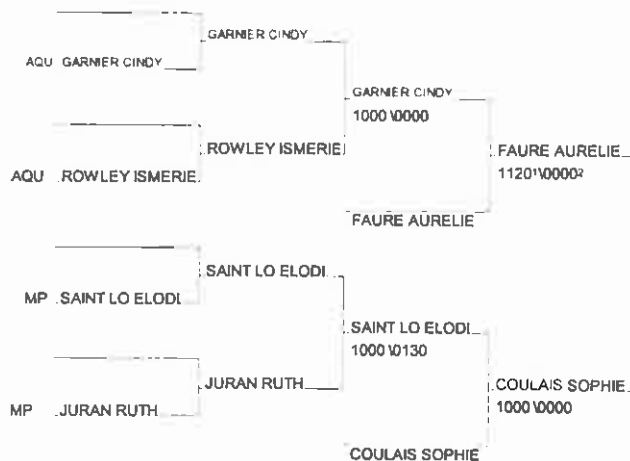 GARNIER CINDY
AQU GARNIER CINDY
GARNIER CINDY
1000 \0000
ROWLEY ISMERIE
FAURE AURELIE
1120¹\0000²
AQU ROWLEY ISMERIE
FAURE AURELIE
SAINT LO ELODI
MP SAINT LO ELODI
SAINT LO ELODI
1000 \0130
JURAN RUTH
COULAIS SOPHIE
1000 \0000
MP JURAN RUTH
COULAIS SOPHIE